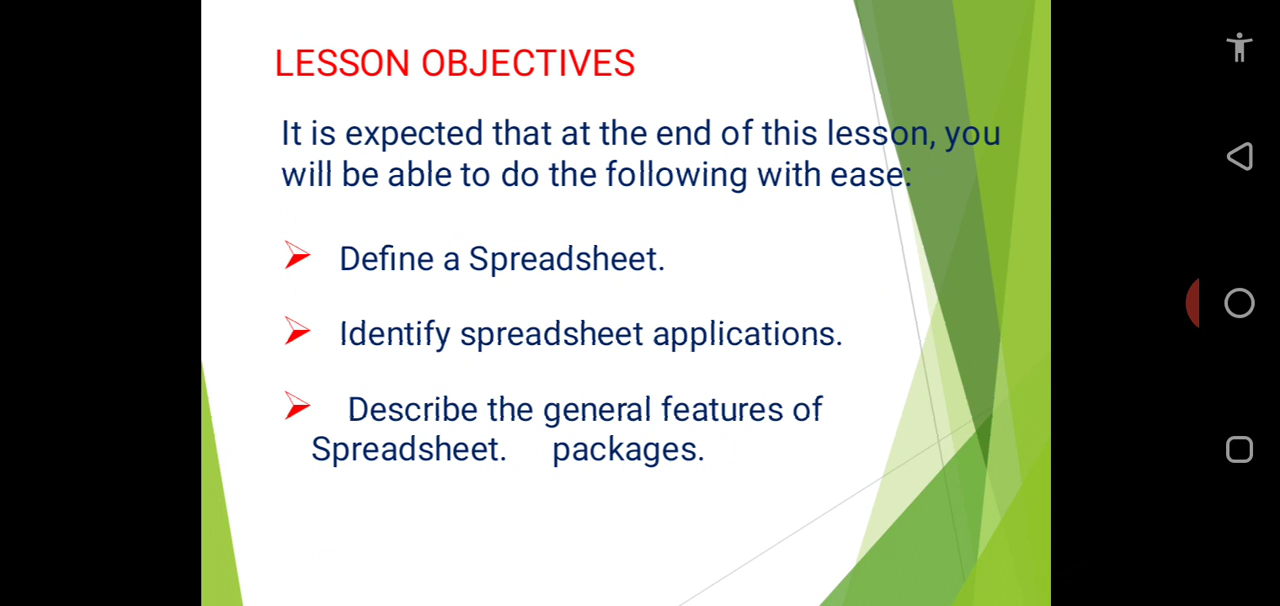 LESSON OBJECTIVES
It is expected that at the end of this lesson, you
will be able to do the following with ease:
Define a Spreadsheet.
Identify spreadsheet applications.
Describe the general features of
Spreadsheet. packages.